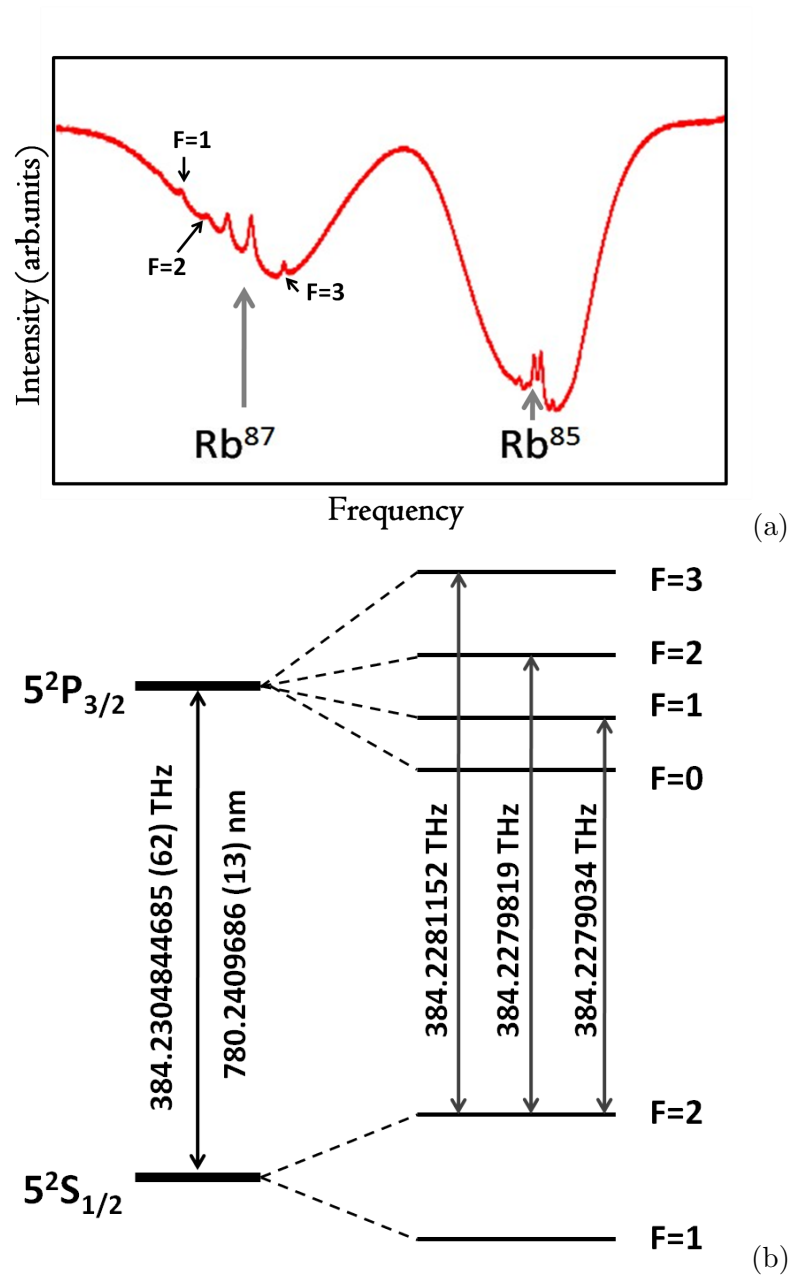 Intensity (arb.units)
F=1
F=2
F=3
Rb⁸⁷
Rb⁸⁵
Frequency
(a)
5²P₃/₂
5²S₁/₂
384.2304844685 (62) THz
780.2409686 (13) nm
384.2281152 THz
384.2279819 THz
384.2279034 THz
F=3
F=2
F=1
F=0
F=2
F=1
(b)